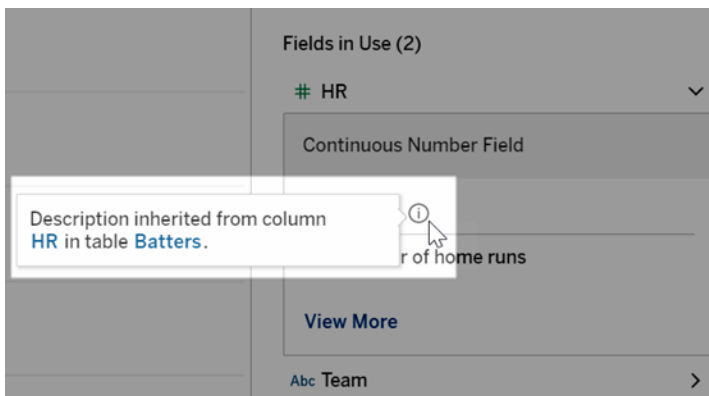 Fields in Use (2)
# HR
Continuous Number Field
Description inherited from column
HR in table Batters.
of home runs
View More
Abc Team